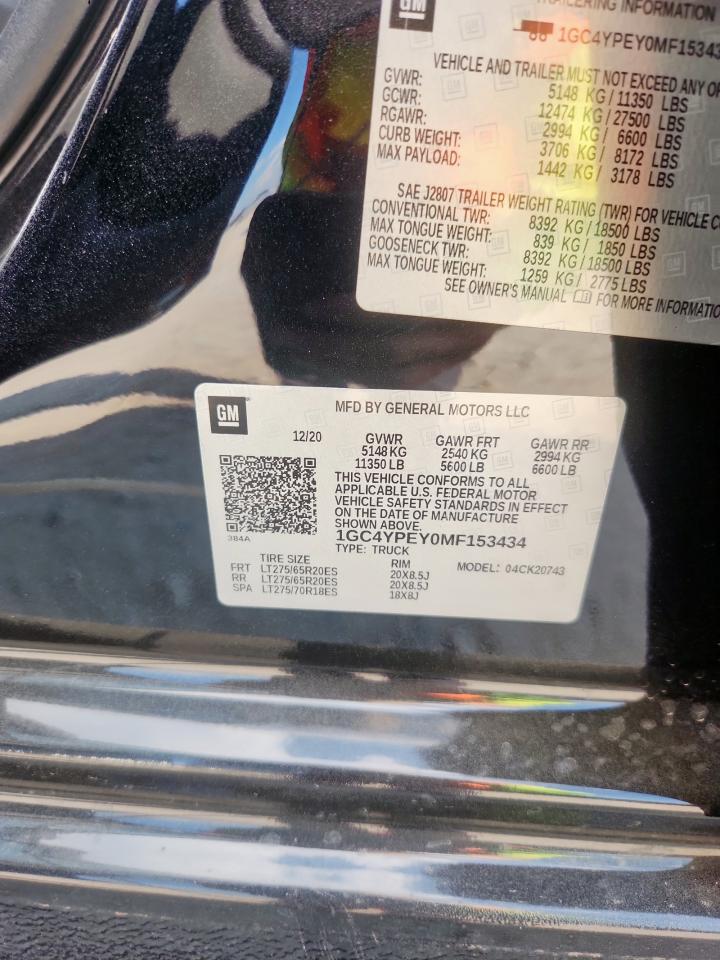 GM
TRAILERING INFORMATION
1GC4YPEY0MF15343
VEHICLE AND TRAILER MUST NOT EXCEED ANY OF
GVWR: 5148 KG / 11350 LBS
GCWR: 12474 KG / 27500 LBS
RGAWR: 2994 KG / 6600 LBS
CURB WEIGHT: 3706 KG / 8172 LBS
MAX PAYLOAD: 1442 KG / 3178 LBS
SAE J2807 TRAILER WEIGHT RATING (TWR) FOR VEHICLE CO
CONVENTIONAL TWR: 8392 KG / 18500 LBS
MAX TONGUE WEIGHT: 839 KG / 1850 LBS
GOOSENECK TWR: 8392 KG / 18500 LBS
MAX TONGUE WEIGHT: 1259 KG / 2775 LBS
SEE OWNER'S MANUAL FOR MORE INFORMATIO
GM
MFD BY GENERAL MOTORS LLC
12/20 GVWR GAWR FRT GAWR RR
5148 KG 2540 KG 2994 KG
11350 LB 5600 LB 6600 LB
THIS VEHICLE CONFORMS TO ALL
APPLICABLE U.S. FEDERAL MOTOR
VEHICLE SAFETY STANDARDS IN EFFECT
ON THE DATE OF MANUFACTURE
SHOWN ABOVE.
384A
1GC4YPEY0MF153434
TYPE: TRUCK
TIRE SIZE RIM MODEL: 04CK20743
FRT LT275/65R20ES 20X8.5J
RR LT275/65R20ES 20X8.5J
SPA LT275/70R18ES 18X8J